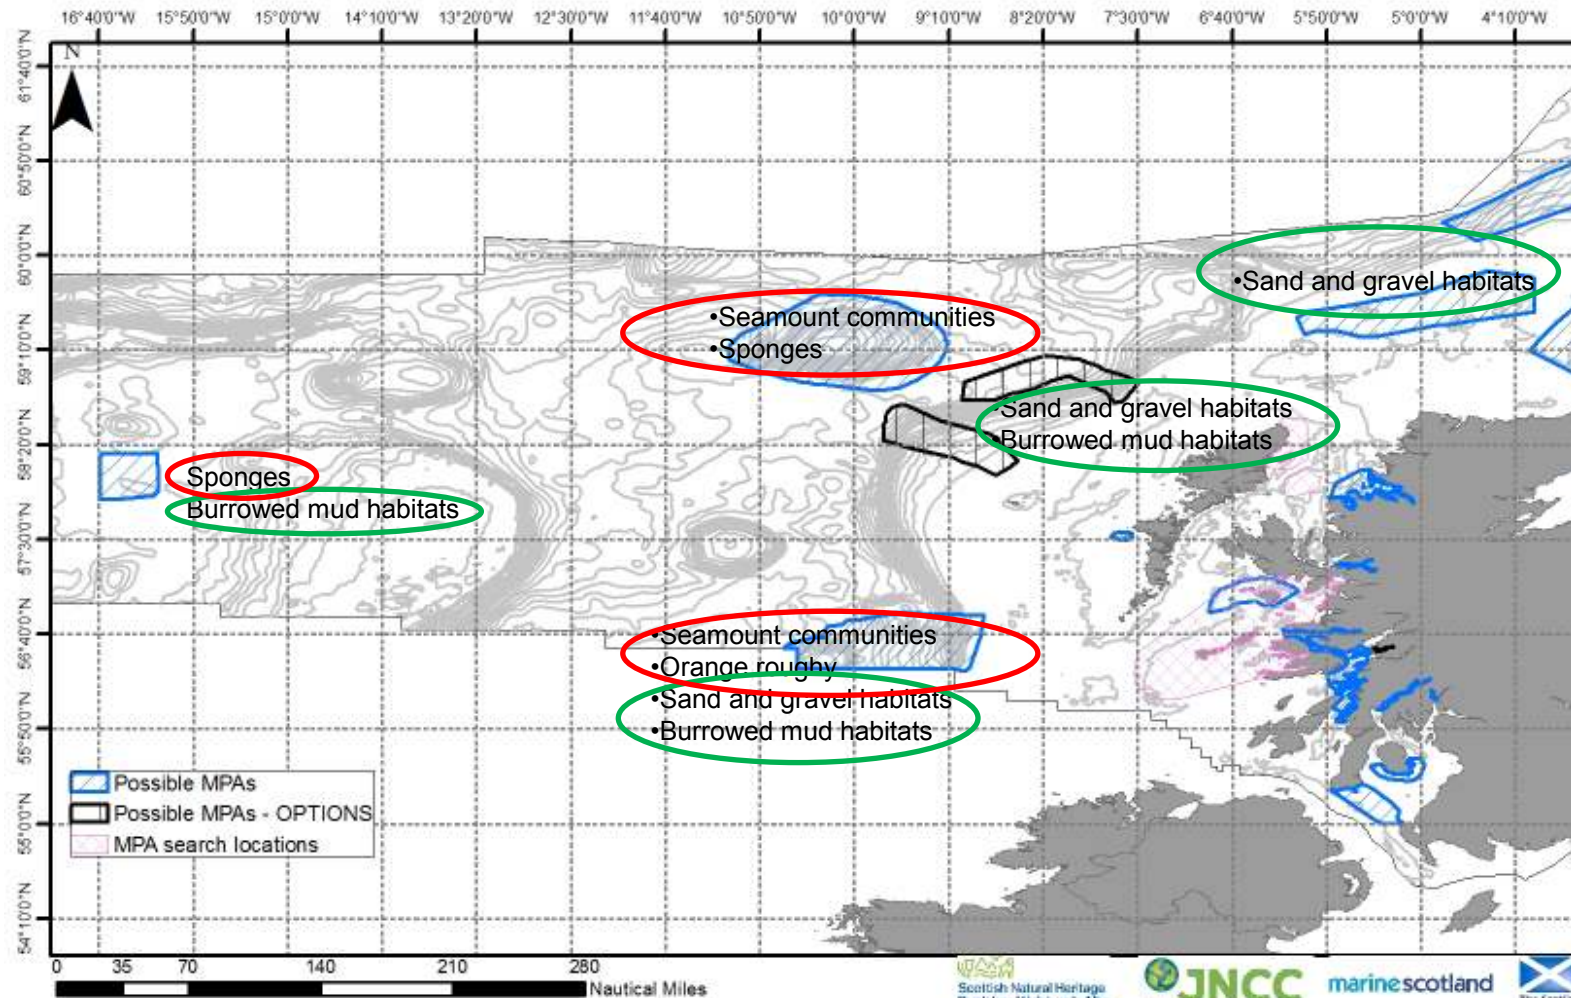 16°40'0"W 15°50'0"W 15°0'0"W 14°10'0"W 13°20'0"W 12°30'0"W 11°40'0"W 10°50'0"W 10°0'0"W 9°10'0"W 8°20'0"W 7°30'0"W 6°40'0"W 5°50'0"W 5°0'0"W 4°10'0"W
N
61°40'0"N
60°50'0"N
60°0'0"N
59°10'0"N
58°20'0"N
57°30'0"N
56°40'0"N
55°50'0"N
55°0'0"N
54°10'0"N
•Sand and gravel habitats
•Seamount communities
•Sponges
Sand and gravel habitats
Burrowed mud habitats
Sponges
Burrowed mud habitats
•Seamount communities
•Orange roughy
•Sand and gravel habitats
•Burrowed mud habitats
Possible MPAs
Possible MPAs - OPTIONS
MPA search locations
0 35 70 140 210 280
Nautical Miles
Scottish Natural Heritage
JNCC
marinescotland